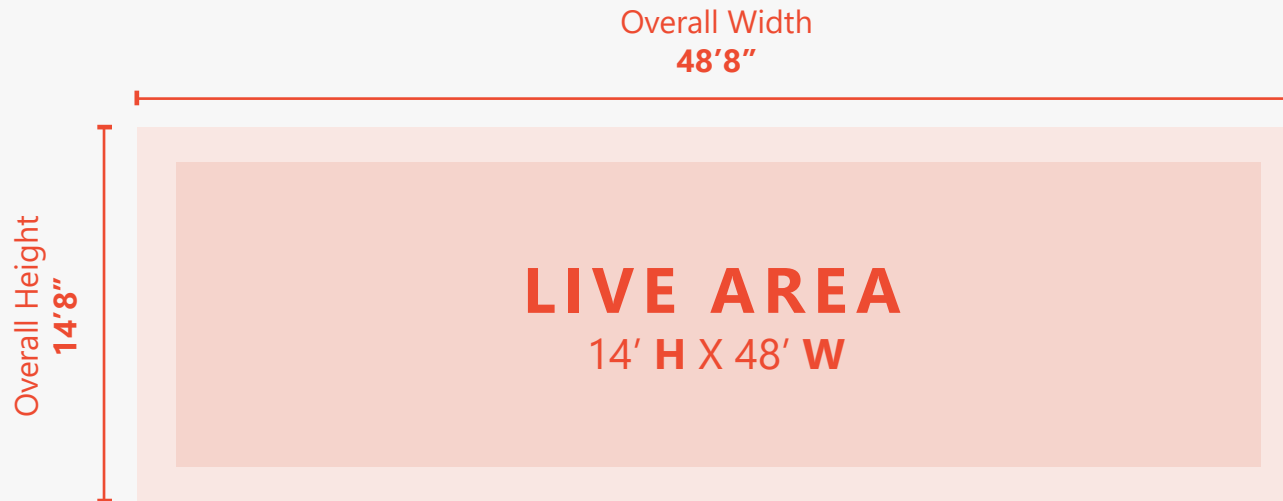 Overall Width
48’8”
Overall Height
14’8”
LIVE AREA
14’ H X 48’ W